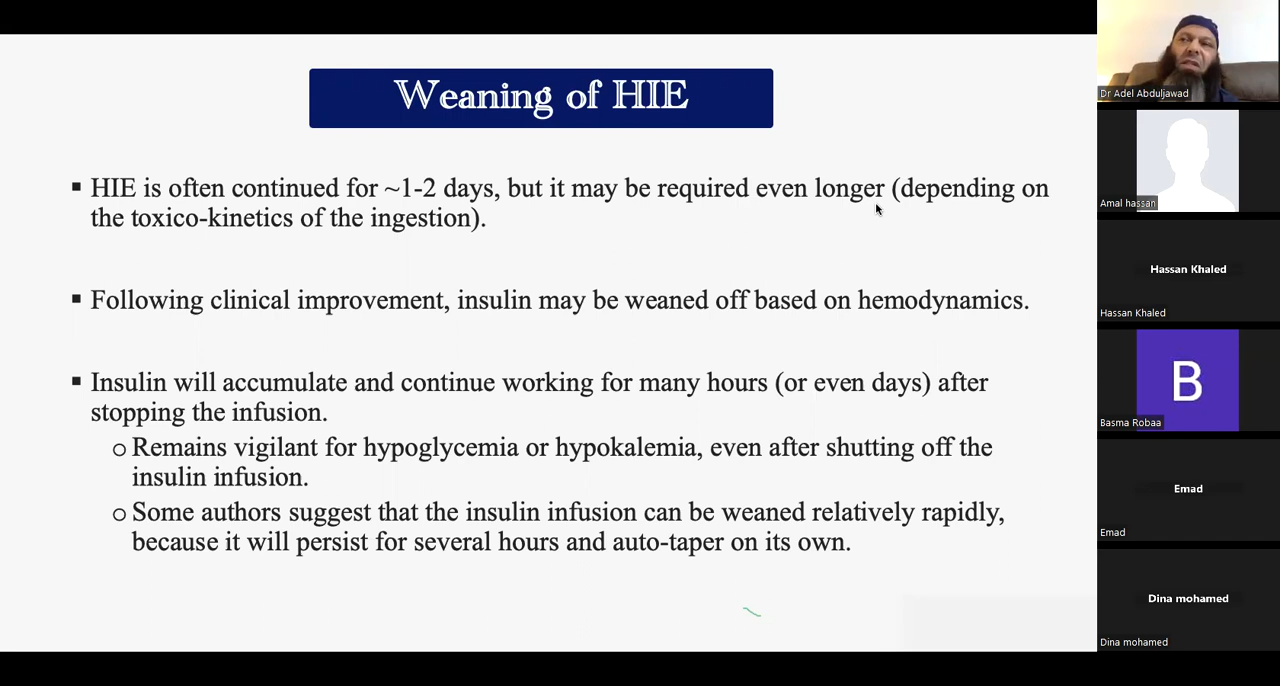 Weaning of HIE
▪ HIE is often continued for ~1-2 days, but it may be required even longer (depending on
the toxico-kinetics of the ingestion).
▪ Following clinical improvement, insulin may be weaned off based on hemodynamics.
▪ Insulin will accumulate and continue working for many hours (or even days) after
stopping the infusion.
o Remains vigilant for hypoglycemia or hypokalemia, even after shutting off the
insulin infusion.
o Some authors suggest that the insulin infusion can be weaned relatively rapidly,
because it will persist for several hours and auto-taper on its own.
Dr Adel Abduljawad
Amal hassan
Hassan Khaled
Hassan Khaled
B
Basma Robaa
Emad
Emad
Dina mohamed
Dina mohamed